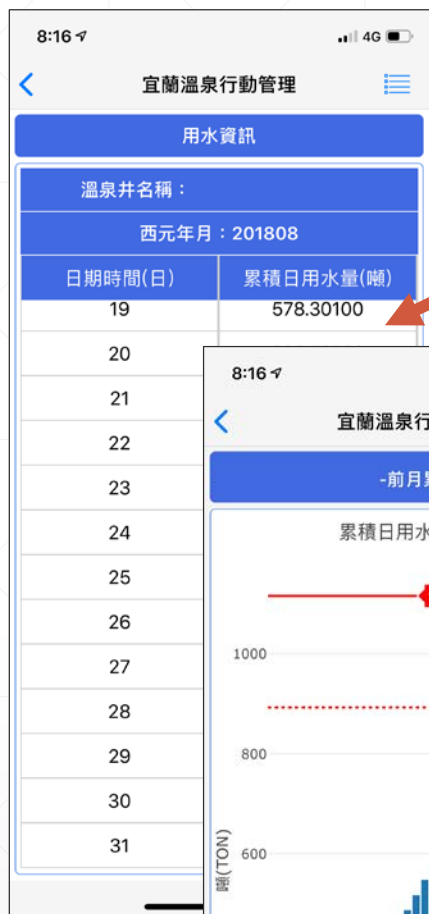 8:16 4G
宜蘭溫泉行動管理
用水資訊
溫泉井名稱：
西元年月：201808
日期時間(日) 累積日用水量(噸)
19 578.30100
20
21
22
23
24
25
26
27
28
29
30
31
8:16
宜蘭溫泉行
-前月
累積日用水
1000
800
600
噸(TON)